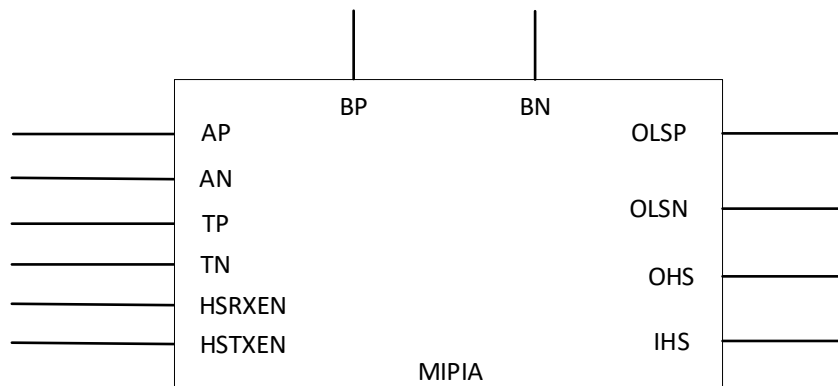 BP BN
AP OLSP
AN
OLSN
TP
TN
OHS
HSRXEN
HSTXEN IHS
MIPIA